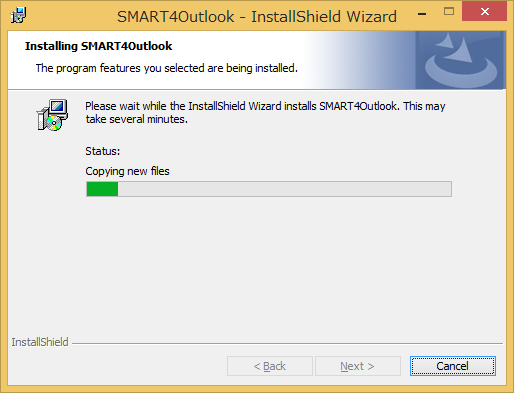 SMART4Outlook - InstallShield Wizard
Installing SMART4Outlook
The program features you selected are being installed.
Please wait while the InstallShield Wizard installs SMART4Outlook. This may
take several minutes.
Status:
Copying new files
InstallShield
< Back
Next >
Cancel